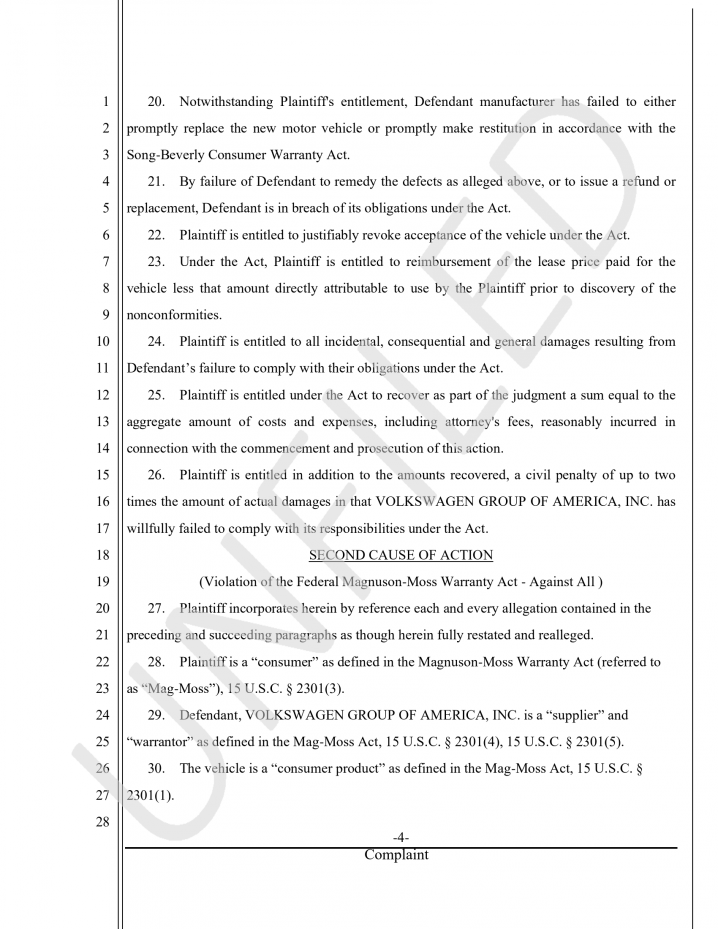 1 20. Notwithstanding Plaintiff's entitlement, Defendant manufacturer has failed to either
2 promptly replace the new motor vehicle or promptly make restitution in accordance with the
3 Song-Beverly Consumer Warranty Act.
4 21. By failure of Defendant to remedy the defects as alleged above, or to issue a refund or
5 replacement, Defendant is in breach of its obligations under the Act.
6 22. Plaintiff is entitled to justifiably revoke acceptance of the vehicle under the Act.
7 23. Under the Act, Plaintiff is entitled to reimbursement of the lease price paid for the
8 vehicle less that amount directly attributable to use by the Plaintiff prior to discovery of the
9 nonconformities.
10 24. Plaintiff is entitled to all incidental, consequential and general damages resulting from
11 Defendant’s failure to comply with their obligations under the Act.
12 25. Plaintiff is entitled under the Act to recover as part of the judgment a sum equal to the
13 aggregate amount of costs and expenses, including attorney's fees, reasonably incurred in
14 connection with the commencement and prosecution of this action.
15 26. Plaintiff is entitled in addition to the amounts recovered, a civil penalty of up to two
16 times the amount of actual damages in that VOLKSWAGEN GROUP OF AMERICA, INC. has
17 willfully failed to comply with its responsibilities under the Act.
18 SECOND CAUSE OF ACTION
19 (Violation of the Federal Magnuson-Moss Warranty Act - Against All )
20 27. Plaintiff incorporates herein by reference each and every allegation contained in the
21 preceding and succeeding paragraphs as though herein fully restated and realleged.
22 28. Plaintiff is a “consumer” as defined in the Magnuson-Moss Warranty Act (referred to
23 as “Mag-Moss”), 15 U.S.C. § 2301(3).
24 29. Defendant, VOLKSWAGEN GROUP OF AMERICA, INC. is a “supplier” and
25 “warrantor” as defined in the Mag-Moss Act, 15 U.S.C. § 2301(4), 15 U.S.C. § 2301(5).
26 30. The vehicle is a “consumer product” as defined in the Mag-Moss Act, 15 U.S.C. §
27 2301(1).
28
-4-
Complaint
UNFILED